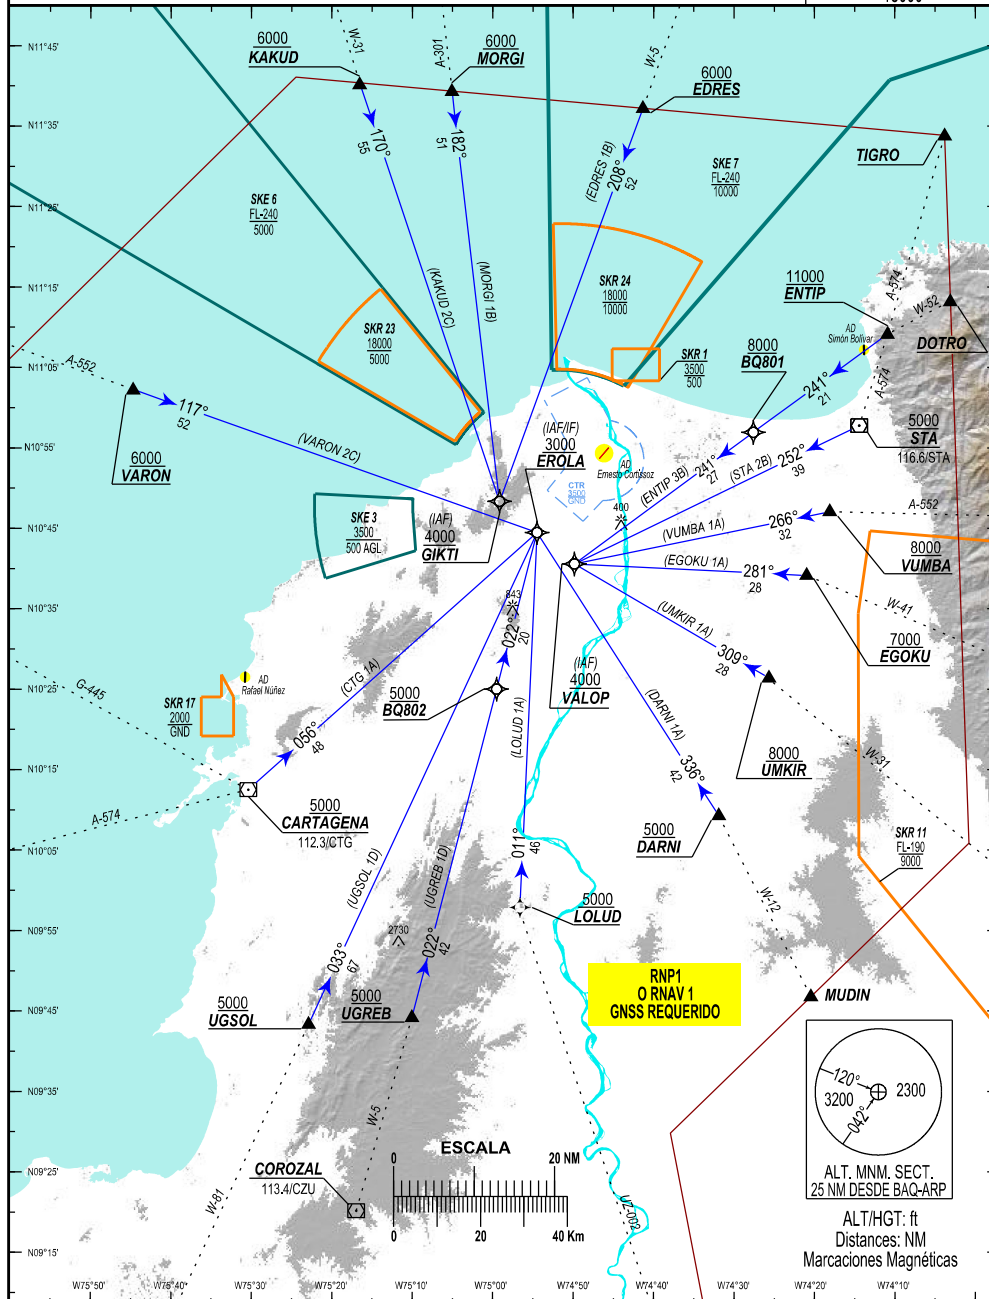 N11°45'
N11°35'
N11°25'
N11°15'
N11°05'
N10°55'
N10°45'
N10°35'
N10°25'
N10°15'
N10°05'
N09°55'
N09°45'
N09°35'
N09°25'
N09°15'
W-31
A-301
W-5
6000
KAKUD
6000
MORGI
6000
EDRES
TIGRO
170°
55
182°
51
(EDRES 1B)
208°
52
SKE 7
FL-240
10000
SKE 6
FL-240
5000
(KAKUD 2C)
(MORGI 1B)
SKR 24
18000
10000
SKR 23
18000
5000
SKR 1
3500
500
11000
ENTIP
A-574
W-52
DOTRO
AD
Simón Bolívar
8000
BQ801
241°
21
A-574
A-552
117°
52
6000
VARON
(VARON 2C)
(IAF/IF)
3000
EROLA
AD
Ernesto Cortissoz
CTR
3500
GND
400
(ENTIP 3B)
241°
27
(STA 2B)
252°
39
5000
STA
116.6/STA
SKE 3
3500
500 AGL
(IAF)
4000
GIKTI
(VUMBA 1A)
266°
32
A-552
8000
VUMBA
(EGOKU 1A)
281°
28
W-41
7000
EGOKU
843
022°
20
(UMKIR 1A)
309°
28
(IAF)
4000
VALOP
8000
UMKIR
W-31
AD
Rafael Núñez
SKR 17
2000
GND
G-445
(CTG 1A)
056°
48
5000
BQ802
(LOLUD 1A)
(DARNI 1A)
336°
42
A-574
5000
CARTAGENA
112.3/CTG
5000
DARNI
SKR 11
FL-190
9000
011°
46
(UGSOL 1D)
(UGREB 1D)
W-12
5000
LOLUD
2730
033°
67
022°
42
5000
UGSOL
5000
UGREB
RNP1
O RNAV 1
GNSS REQUERIDO
MUDIN
120°
3200
042°
2300
ALT. MNM. SECT.
25 NM DESDE BAQ-ARP
W-5
W-81
UZ-002
COROZAL
113.4/CZU
ESCALA
0
20 NM
0
20
40 Km
ALT/HGT: ft
Distances: NM
Marcaciones Magnéticas
W75°50'
W75°40'
W75°30'
W75°20'
W75°10'
W75°00'
W74°50'
W74°40'
W74°30'
W74°20'
W74°10'